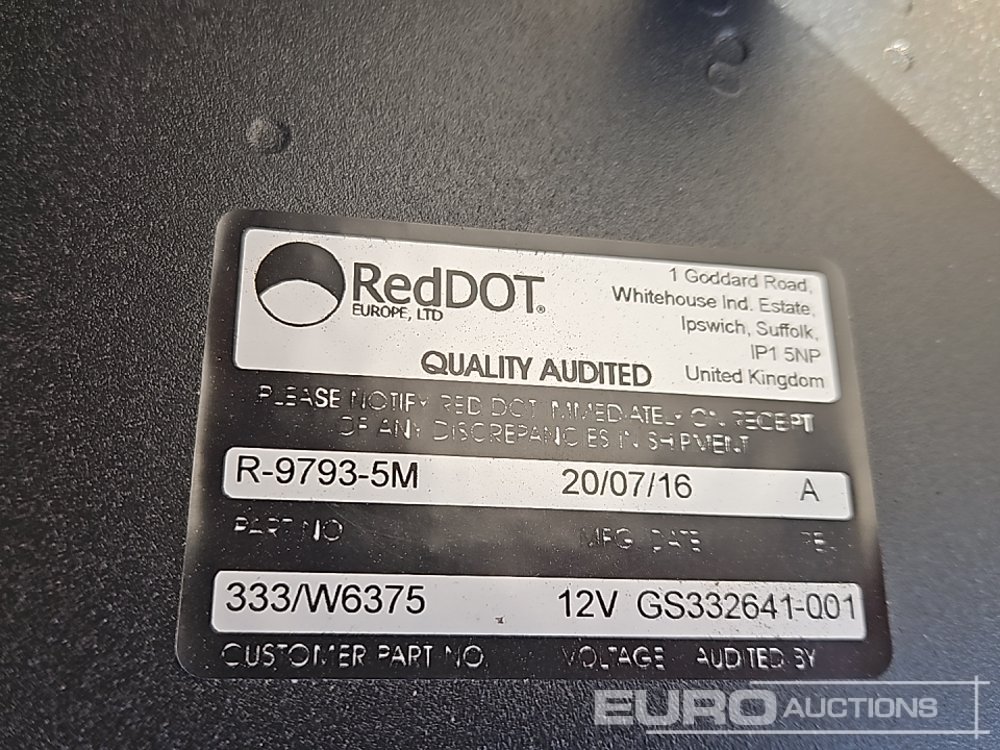 RedDOT®
EUROPE, LTD
1 Goddard Road,
Whitehouse Ind. Estate,
Ipswich, Suffolk,
IP1 5NP
United Kingdom
QUALITY AUDITED
PLEASE NOTIFY RED DOT IMMEDIATELY ON RECEIPT
OF ANY DISCREPANCIES IN SHIPMENT
R-9793-5M 20/07/16 A
PART NO MFG DATE REL
333/W6375 12V GS332641-001
CUSTOMER PART NO. VOLTAGE AUDITED BY
EURO AUCTIONS